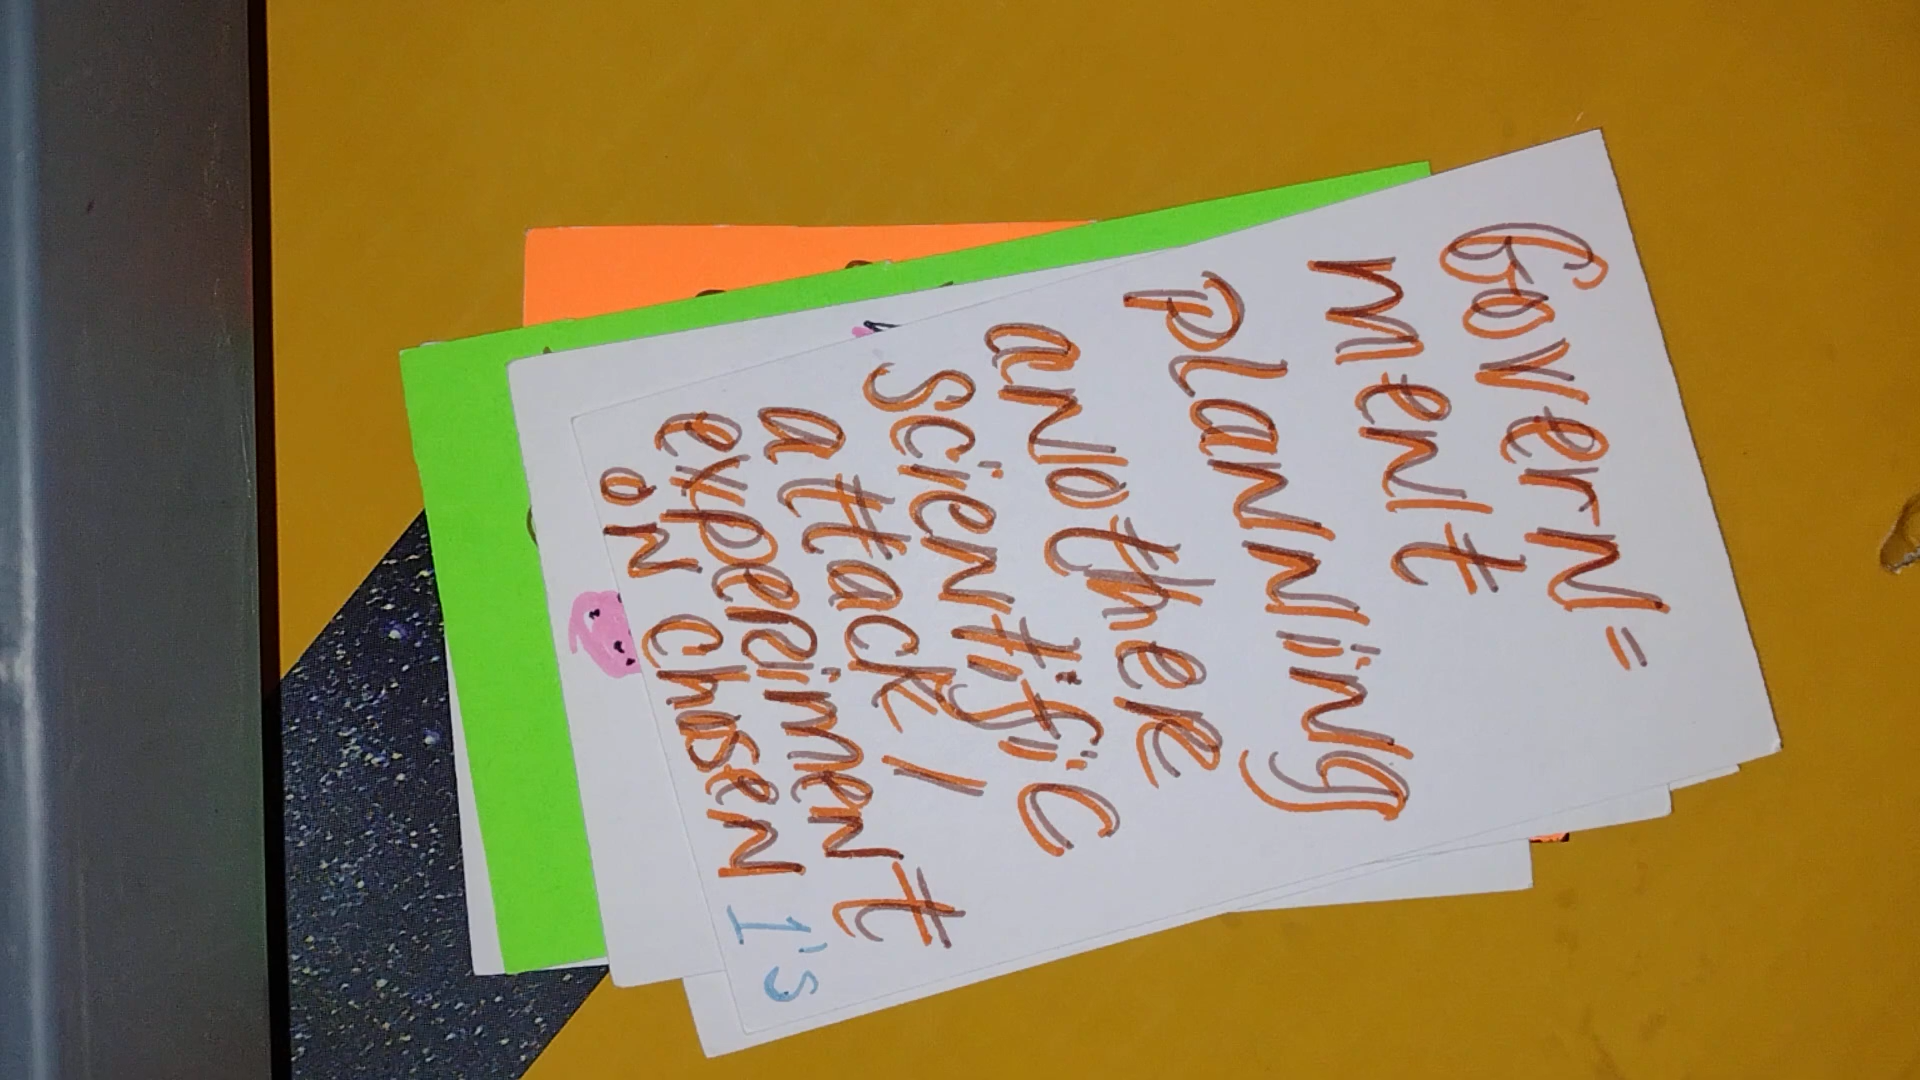 Govern=
ment
planning
another
scientific
attack/
experiment
on chosen 1's